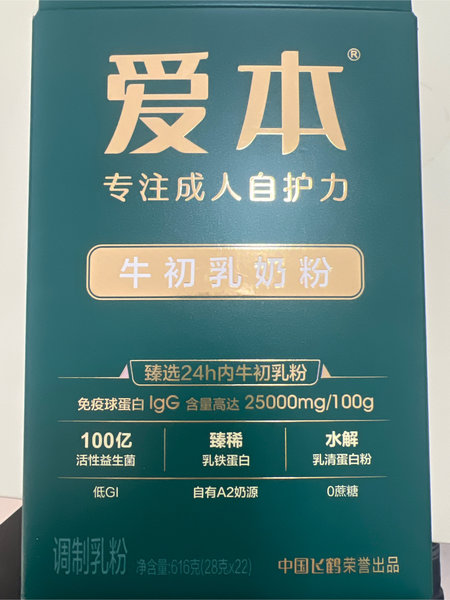 爱本®
专注成人自护力
牛初乳奶粉
臻选24h内牛初乳粉
免疫球蛋白 IgG 含量高达 25000mg/100g
100亿 臻稀 水解
活性益生菌 乳铁蛋白 乳清蛋白粉
低GI 自有A2奶源 0蔗糖
调制乳粉 净含量:616克(28克x22) 中国飞鹤荣誉出品